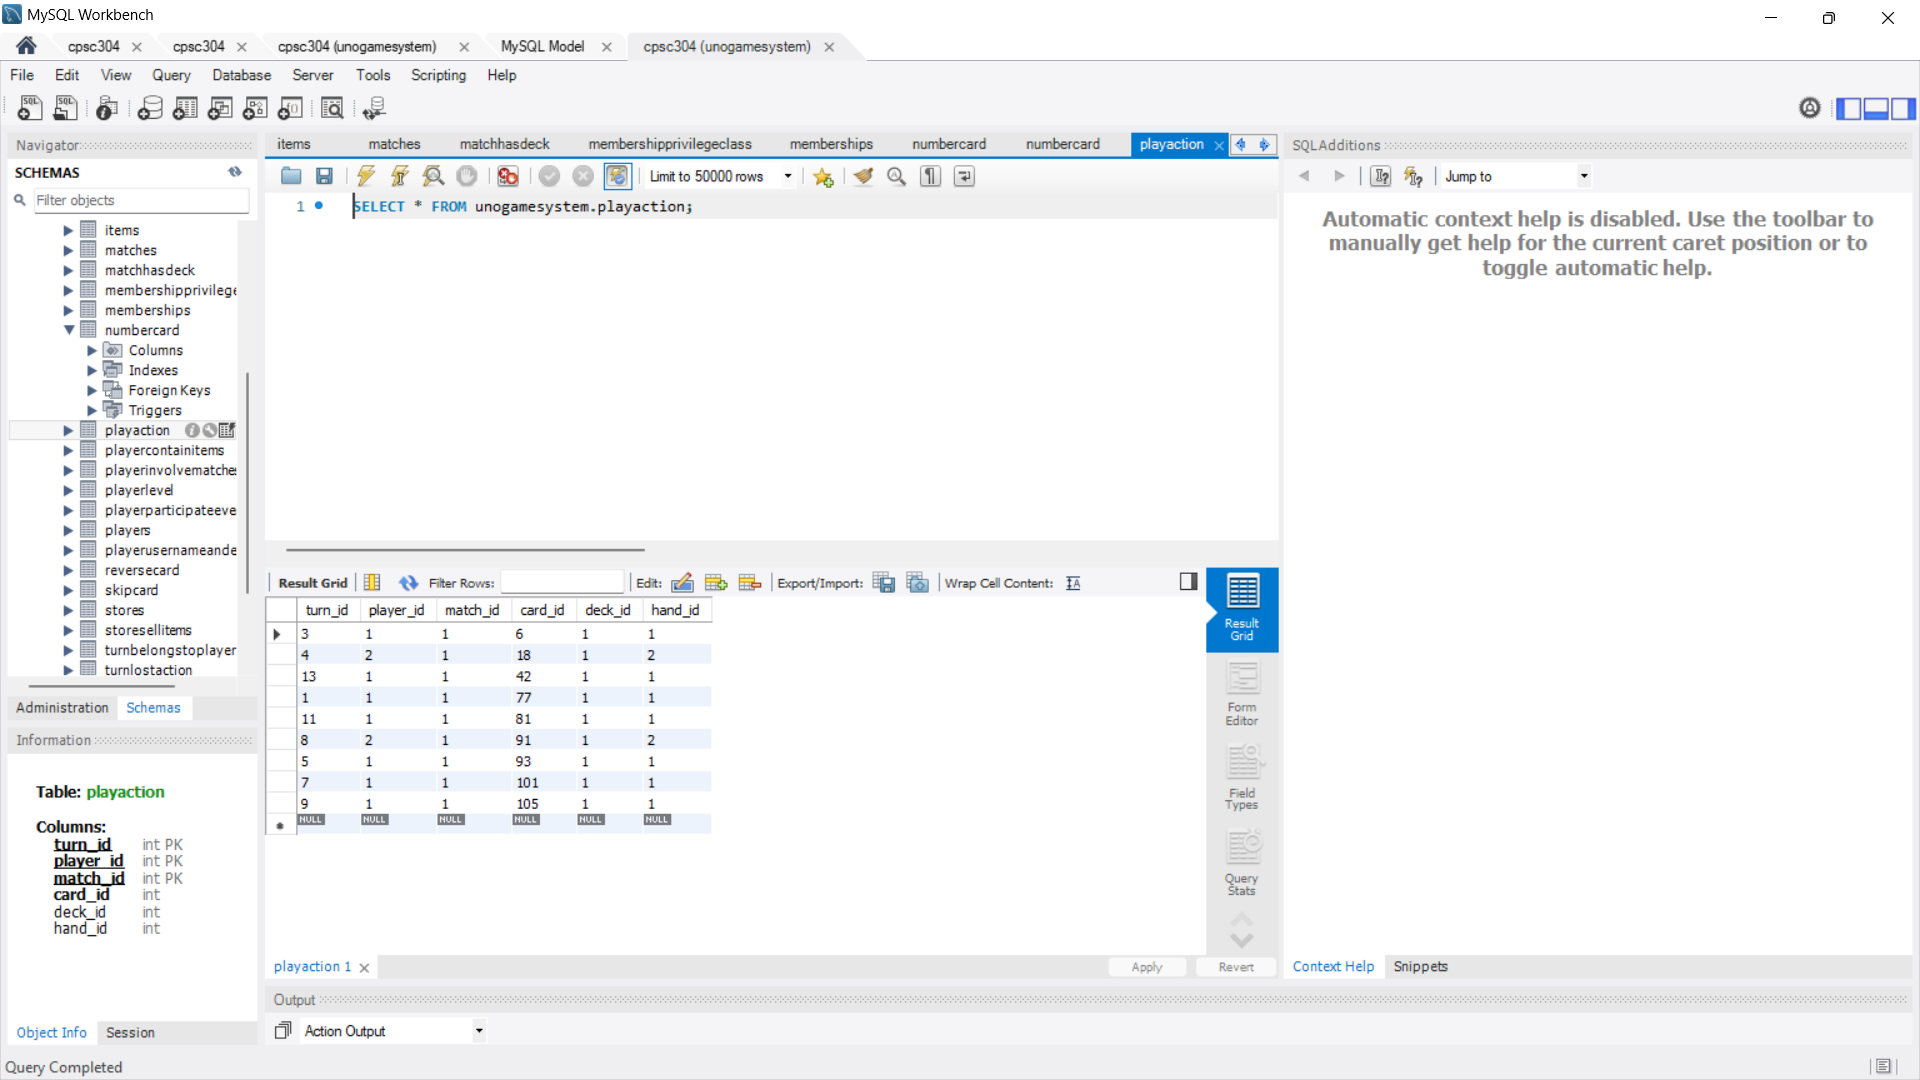 MySQL Workbench
cpsc304
cpsc304
cpsc304 (unogamesystem)
MySQL Model
cpsc304 (unogamesystem)
File Edit View Query Database Server Tools Scripting Help
Navigator
SCHEMAS
Filter objects
items
matches
matchhasdeck
membershipprivilege
memberships
numbercard
Columns
Indexes
Foreign Keys
Triggers
playaction
playercontainitems
playerinvolvematche
playerlevel
playerparticipateeve
players
playerusernameande
reversecard
skipcard
stores
storesellitems
turnbelongstoplayer
turnlostaction
Administration Schemas
Information
Table: playaction
Columns:
turn_id int PK
player_id int PK
match_id int PK
card_id int
deck_id int
hand_id int
Object Info Session
Query Completed
items matches matchhasdeck membershipprivilegeclass memberships numbercard numbercard playaction
Limit to 50000 rows
1 SELECT * FROM unogamesystem.playaction;
Result Grid Filter Rows: Edit: Export/Import: Wrap Cell Content:
turn_id player_id match_id card_id deck_id hand_id
3 1 1 6 1 1
4 2 1 18 1 2
13 1 1 42 1 1
1 1 1 77 1 1
11 1 1 81 1 1
8 2 1 91 1 2
5 1 1 93 1 1
7 1 1 101 1 1
9 1 1 105 1 1
NULL NULL NULL NULL NULL NULL
Result
Grid
Form
Editor
Field
Types
Query
Stats
playaction 1
Apply Revert
Output
Action Output
SQLAdditions
Jump to
Automatic context help is disabled. Use the toolbar to
manually get help for the current caret position or to
toggle automatic help.
Context Help Snippets